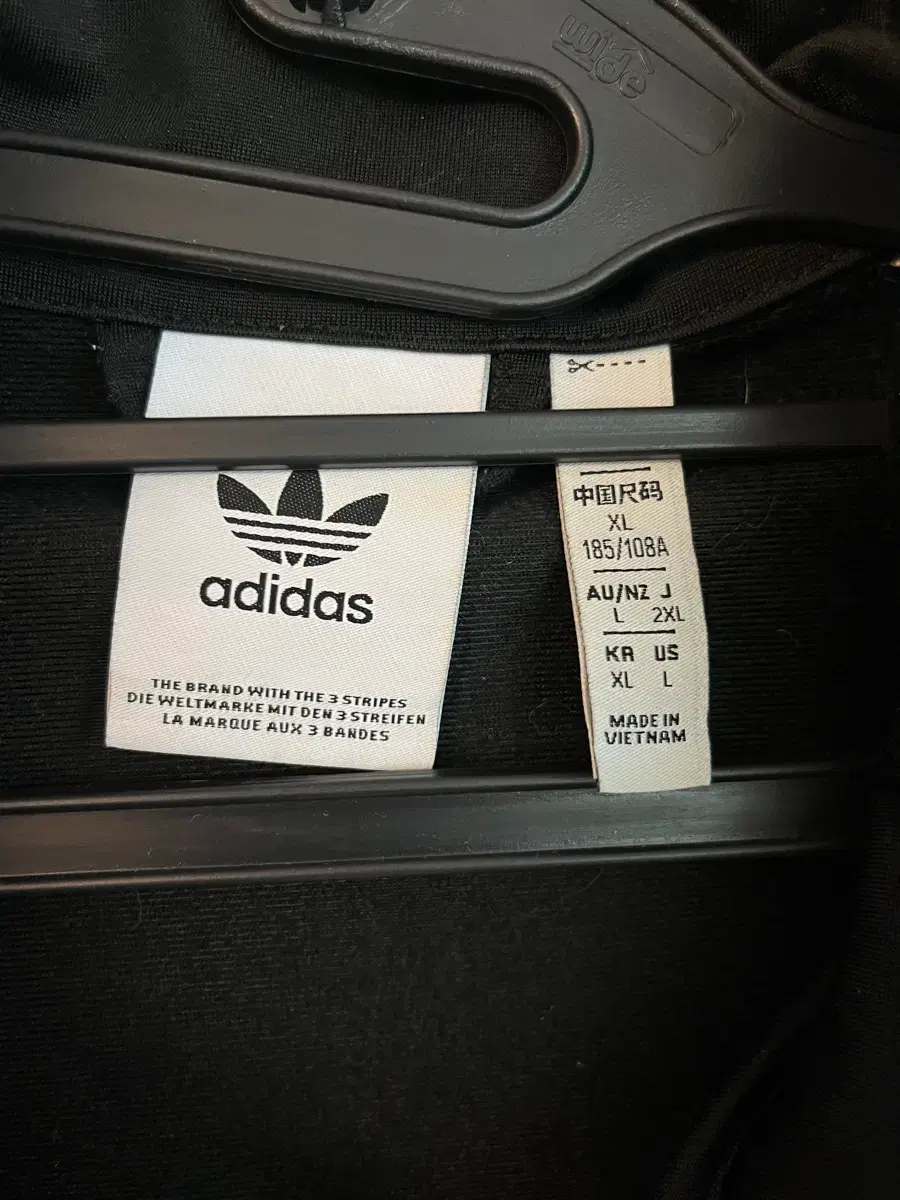 wide
adidas
THE BRAND WITH THE 3 STRIPES
DIE WELTMARKE MIT DEN 3 STREIFEN
LA MARQUE AUX 3 BANDES
中国尺码
XL
185/108A
AU/NZ J
L 2XL
KR US
XL L
MADE IN
VIETNAM